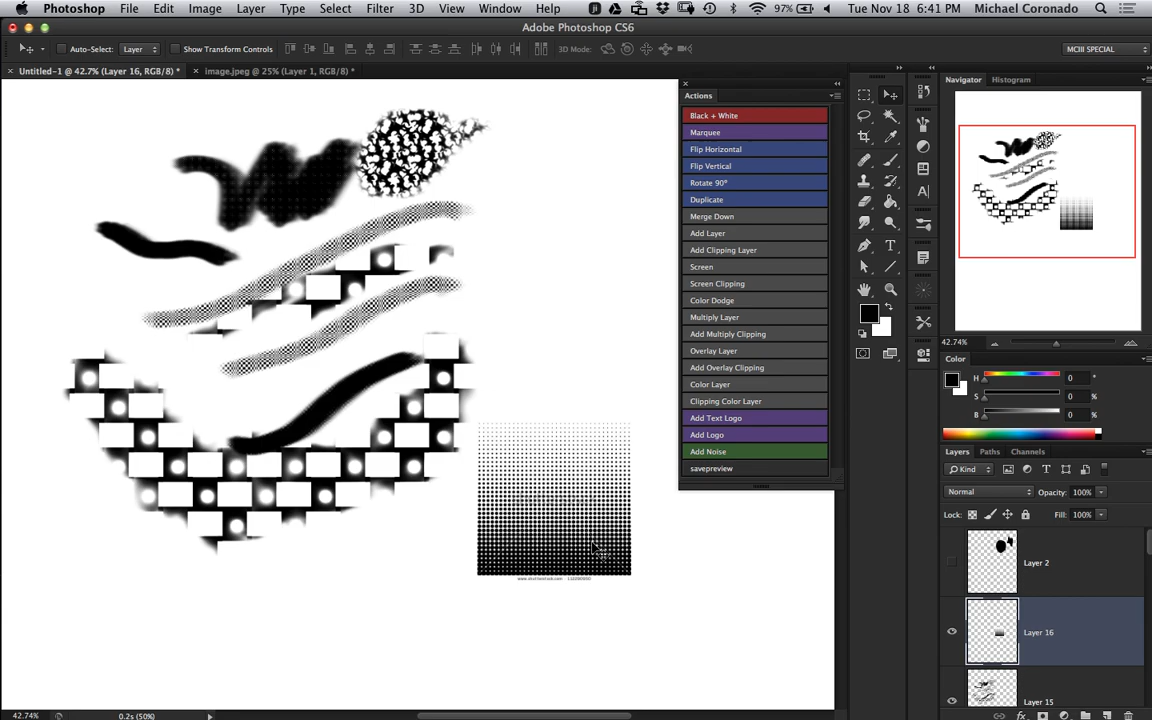 Photoshop File Edit Image Layer Type Select Filter 3D View Window Help 97% Tue Nov 18 6:41 PM Michael Coronado
Adobe Photoshop CS6
Auto-Select: Layer Show Transform Controls 3D Mode: MCIII SPECIAL
Untitled-1 @ 42.7% (Layer 16, RGB/8) * image.jpeg @ 25% (Layer 1, RGB/8) *
Actions
Black + White
Marquee
Flip Horizontal
Flip Vertical
Rotate 90º
Duplicate
Merge Down
Add Layer
Add Clipping Layer
Screen
Screen Clipping
Color Dodge
Multiply Layer
Add Multiply Clipping
Overlay Layer
Add Overlay Clipping
Color Layer
Clipping Color Layer
Add Text Logo
Add Logo
Add Noise
savepreview
Navigator Histogram
42.74%
Color
H 0 °
S 0 %
B 0 %
Layers Paths Channels
Kind
Normal Opacity: 100%
Lock: Fill: 100%
Layer 2
Layer 16
Layer 15
42.74% 0.2s (50%)